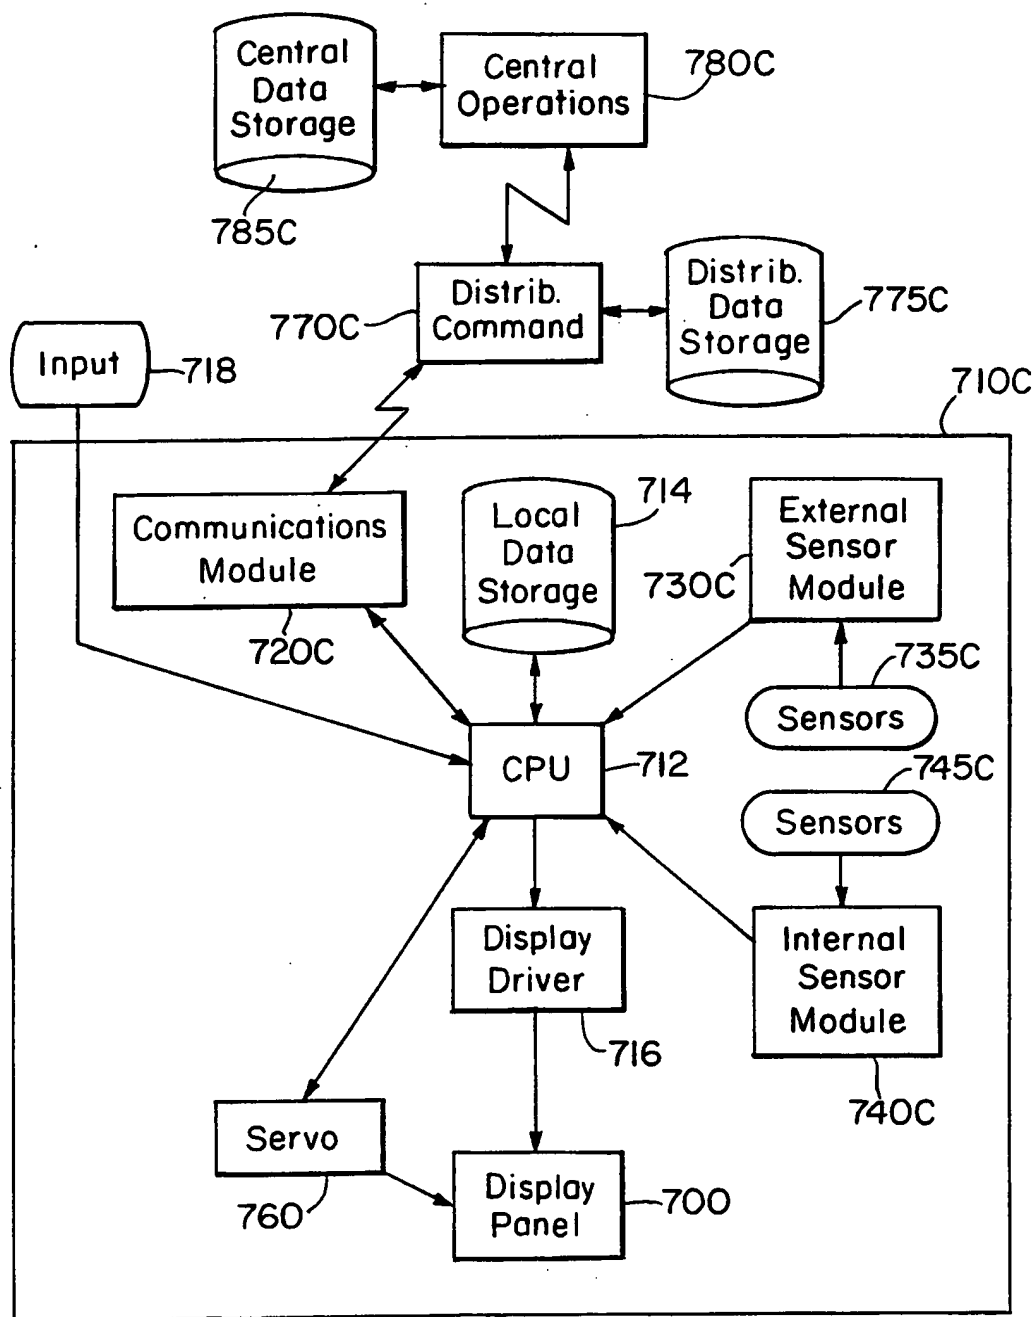 Central
Data
Storage
785C
Central
Operations
780C
Distrib.
Command
770C
Distrib.
Data
Storage
775C
Input
718
710C
Communications
Module
720C
Local
Data
Storage
714
External
Sensor
Module
730C
735C
Sensors
CPU
712
745C
Sensors
Display
Driver
716
Internal
Sensor
Module
740C
Servo
760
Display
Panel
700